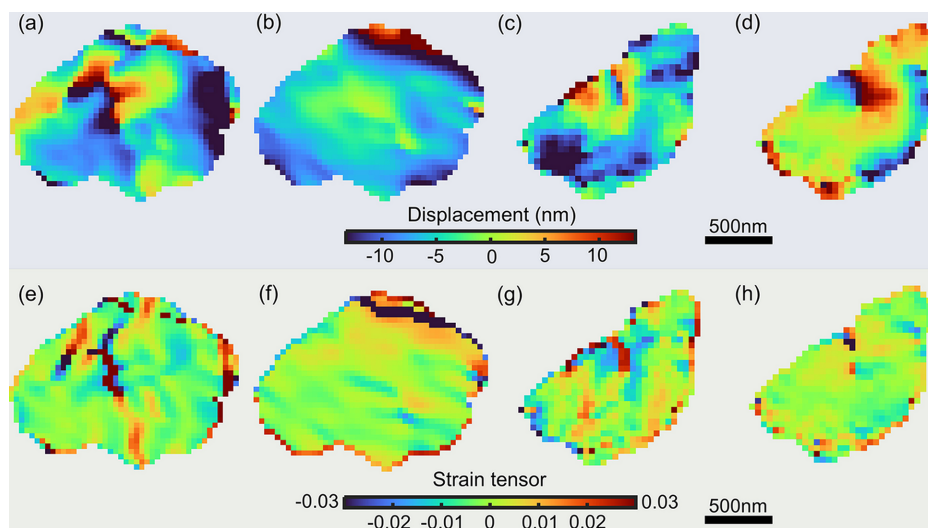 (a) (b) (c) (d)
Displacement (nm)
-10 -5 0 5 10
500nm
(e) (f) (g) (h)
Strain tensor
-0.03 0.03
-0.02 -0.01 0 0.01 0.02
500nm